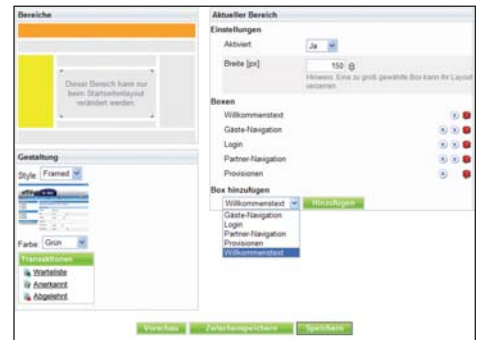 Bereiche
Dieser Bereich kann nur
beim Startseitenlayout
verändert werden.
Gestaltung
Style: Framed
Farbe: Grün
Transaktionen
Warteliste
Anerkannt
Abgelehnt
Aktueller Bereich
Einstellungen
Aktiviert Ja
Breite [px] 150
Hinweis: Eine zu groß gewählte Box kann Ihr Layout
verzerren.
Boxen
Willkommenstext
Gäste-Navigation
Login
Partner-Navigation
Provisionen
Box hinzufügen
Willkommenstext Hinzufügen
Gäste-Navigation
Login
Partner-Navigation
Provisionen
Willkommenstext
Vorschau Zwischenspeichern Speichern